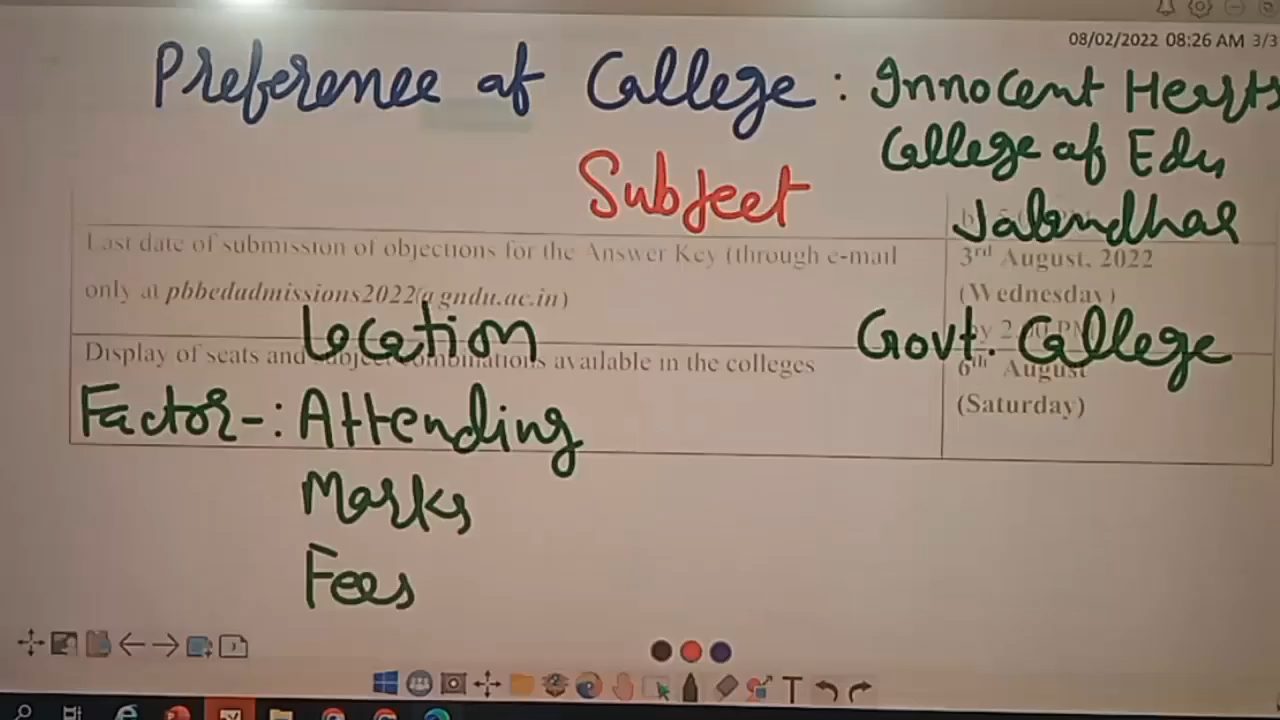 08/02/2022 08:26 AM 3/3
Preference of College : Innocent Hearts
College of Edu
Subject
Jalandhar
Last date of submission of objections for the Answer Key (through e-mail
only at pbbedadmissions2022@gndu.ac.in)
3rd August, 2022
(Wednesday)
by 2 PM
Location
Govt. College
Display of seats and subject combinations available in the colleges
6th August
(Saturday)
Factor-: Attending
Marks
Fees